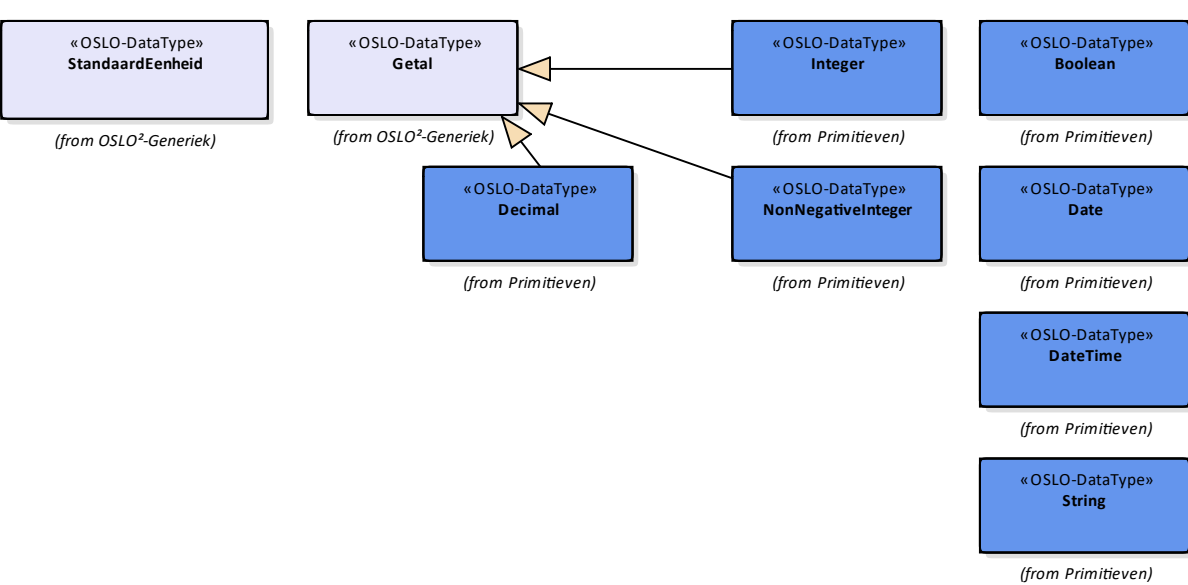 «OSLO-DataType»
StandaardEenheid
(from OSLO²-Generiek)
«OSLO-DataType»
Getal
(from OSLO²-Generiek)
«OSLO-DataType»
Integer
(from Primitieven)
«OSLO-DataType»
Boolean
(from Primitieven)
«OSLO-DataType»
Decimal
(from Primitieven)
«OSLO-DataType»
NonNegativeInteger
(from Primitieven)
«OSLO-DataType»
Date
(from Primitieven)
«OSLO-DataType»
DateTime
(from Primitieven)
«OSLO-DataType»
String
(from Primitieven)